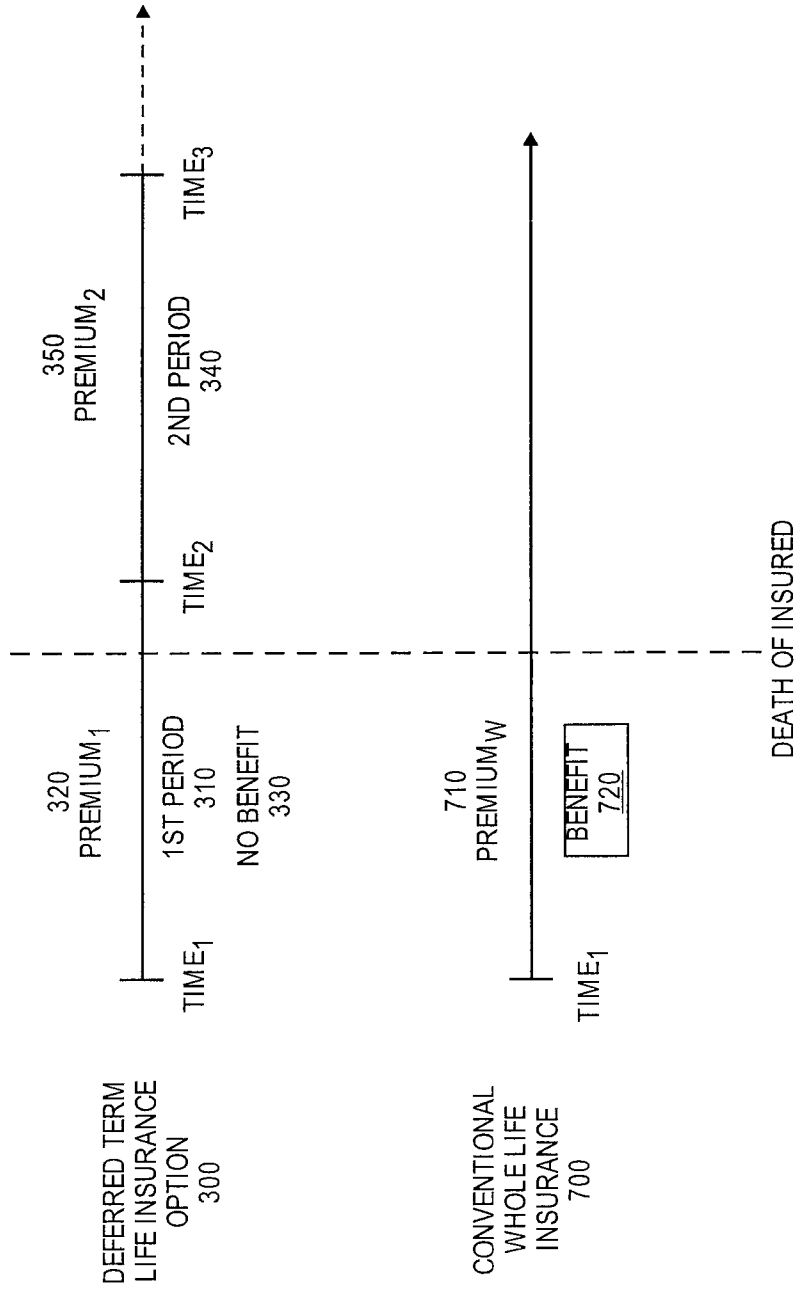 DEFERRED TERM
LIFE INSURANCE
OPTION
300
320
PREMIUM1
350
PREMIUM2
TIME1
1ST PERIOD
310
NO BENEFIT
330
TIME2
2ND PERIOD
340
TIME3
CONVENTIONAL
WHOLE LIFE
INSURANCE
700
710
PREMIUMW
TIME1
BENEFIT
720
DEATH OF INSURED